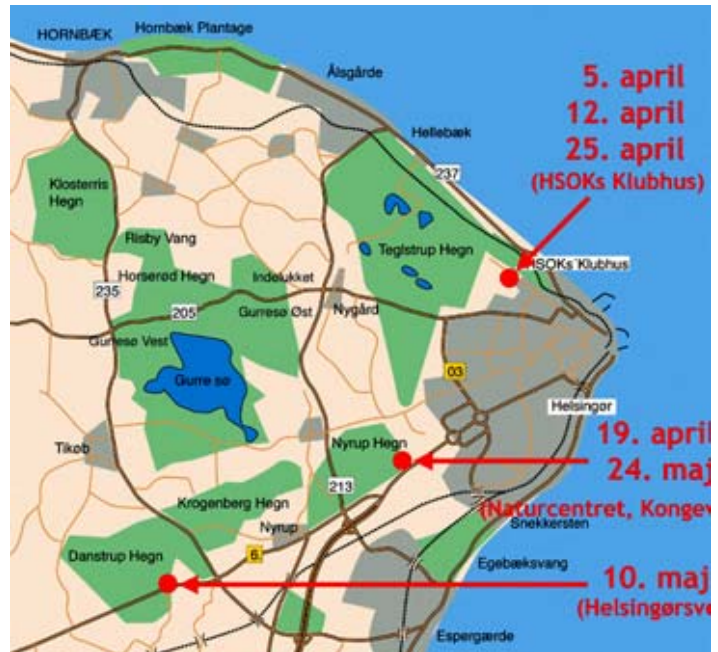 Hornbæk Plantage
HORNBÆK
Ålsgårde
5. april
12. april
25. april
(HSOKs Klubhus)
Hellebæk
237
Klosterris
Hegn
Risby Vang
Teglstrup Hegn
HSOKs Klubhus
Horserød Hegn
Indelukket
235
205
Gurresø Øst
Nygård
Gurresø Vest
03
Gurre sø
Helsingør
19. april
24. maj
(Naturcentret, Kongev
Tikøb
Nyrup Hegn
213
Krogenberg Hegn
Nyrup
Snekkersten
6.
Danstrup Hegn
Egebæksvang
10. maj
(Helsingørsve
Espergærde